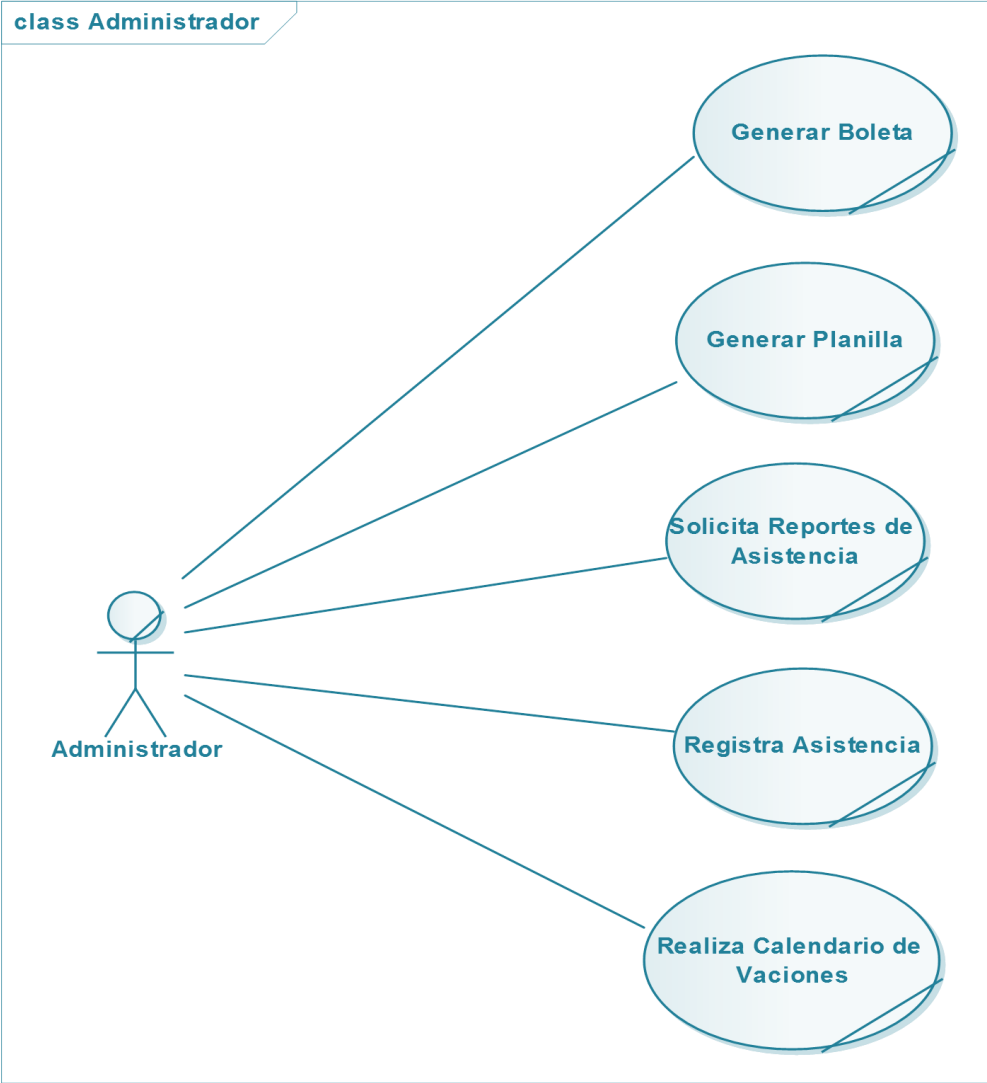 class Administrador
Generar Boleta
Generar Planilla
Solicita Reportes de
Asistencia
Administrador
Registra Asistencia
Realiza Calendario de
Vaciones